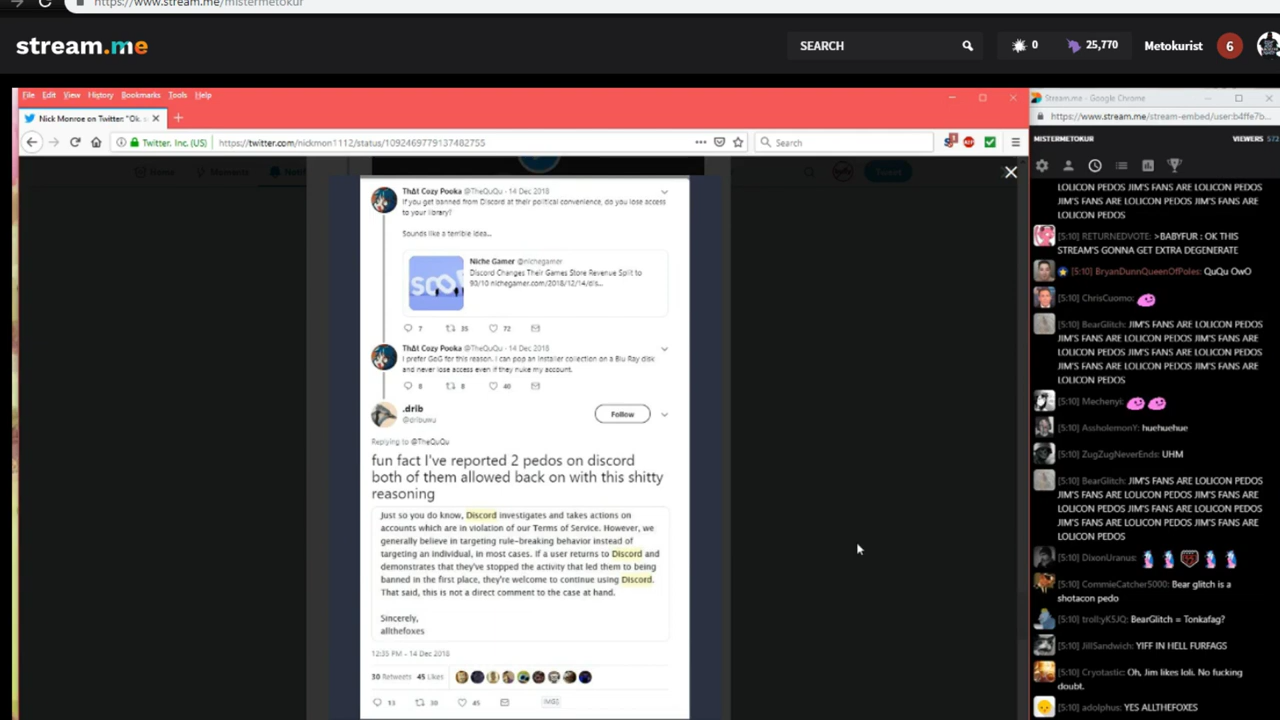 https://www.stream.me/mistermetokur
stream.me
SEARCH
0
25,770
Metokurist
6
File Edit View History Bookmarks Tools Help
Nick Monroe on Twitter: "Ok.
Twitter, Inc. (US)
https://twitter.com/nickmon1112/status/1092469779137482755
Search
Tweet
Th∆t Cozy Pooka @TheQuQu · 14 Dec 2018
If you get banned from Discord at their political convenience, do you lose access
to your library?
Sounds like a terrible idea...
Niche Gamer @nichegamer
Discord Changes Their Games Store Revenue Split to
90/10 nichegamer.com/2018/12/14/dis...
7 35 72
Th∆t Cozy Pooka @TheQuQu · 14 Dec 2018
I prefer GoG for this reason. I can pop an installer collection on a Blu Ray disk
and never lose access even if they nuke my account.
8 8 40
.drib
@dribuwu
Follow
Replying to @TheQuQu
fun fact I've reported 2 pedos on discord
both of them allowed back on with this shitty
reasoning
Just so you do know, Discord investigates and takes actions on
accounts which are in violation of our Terms of Service. However, we
generally believe in targeting rule-breaking behavior instead of
targeting an individual, in most cases. If a user returns to Discord and
demonstrates that they've stopped the activity that led them to being
banned in the first place, they're welcome to continue using Discord.
That said, this is not a direct comment to the case at hand.
Sincerely,
allthefoxes
12:35 PM - 14 Dec 2018
30 Retweets 45 Likes
13 30 45
Stream.me - Google Chrome
https://www.stream.me/stream-embed/user:b4ffe7b...
MISTERMETOKUR
VIEWERS 572
LOLICON PEDOS JIM'S FANS ARE LOLICON PEDOS
JIM'S FANS ARE LOLICON PEDOS JIM'S FANS ARE
LOLICON PEDOS
[5:10] RETURNEDVOTE: >BABYFUR : OK THIS
STREAM'S GONNA GET EXTRA DEGENERATE
[5:10] BryanDunnQueenOfPoles: QuQu OwO
[5:10] ChrisCuomo:
[5:10] BearGlitch: JIM'S FANS ARE LOLICON PEDOS
JIM'S FANS ARE LOLICON PEDOS JIM'S FANS ARE
LOLICON PEDOS JIM'S FANS ARE LOLICON PEDOS
JIM'S FANS ARE LOLICON PEDOS JIM'S FANS ARE
LOLICON PEDOS
[5:10] Mechenyi:
[5:10] AssholemonY: huehuehue
[5:10] ZugZugNeverEnds: UHM
[5:10] BearGlitch: JIM'S FANS ARE LOLICON PEDOS
JIM'S FANS ARE LOLICON PEDOS JIM'S FANS ARE
LOLICON PEDOS JIM'S FANS ARE LOLICON PEDOS
JIM'S FANS ARE LOLICON PEDOS JIM'S FANS ARE
LOLICON PEDOS
[5:10] DixonUranus:
[5:10] CommieCatcher5000: Bear glitch is a
shotacon pedo
[5:10] troll:yK5JQ: BearGlitch = Tonkafag?
[5:10] JillSandwich: YIFF IN HELL FURFAGS
[5:10] Cryotastic: Oh, Jim likes loli. No fucking
doubt.
[5:10] adolphus: YES ALLTHEFOXES